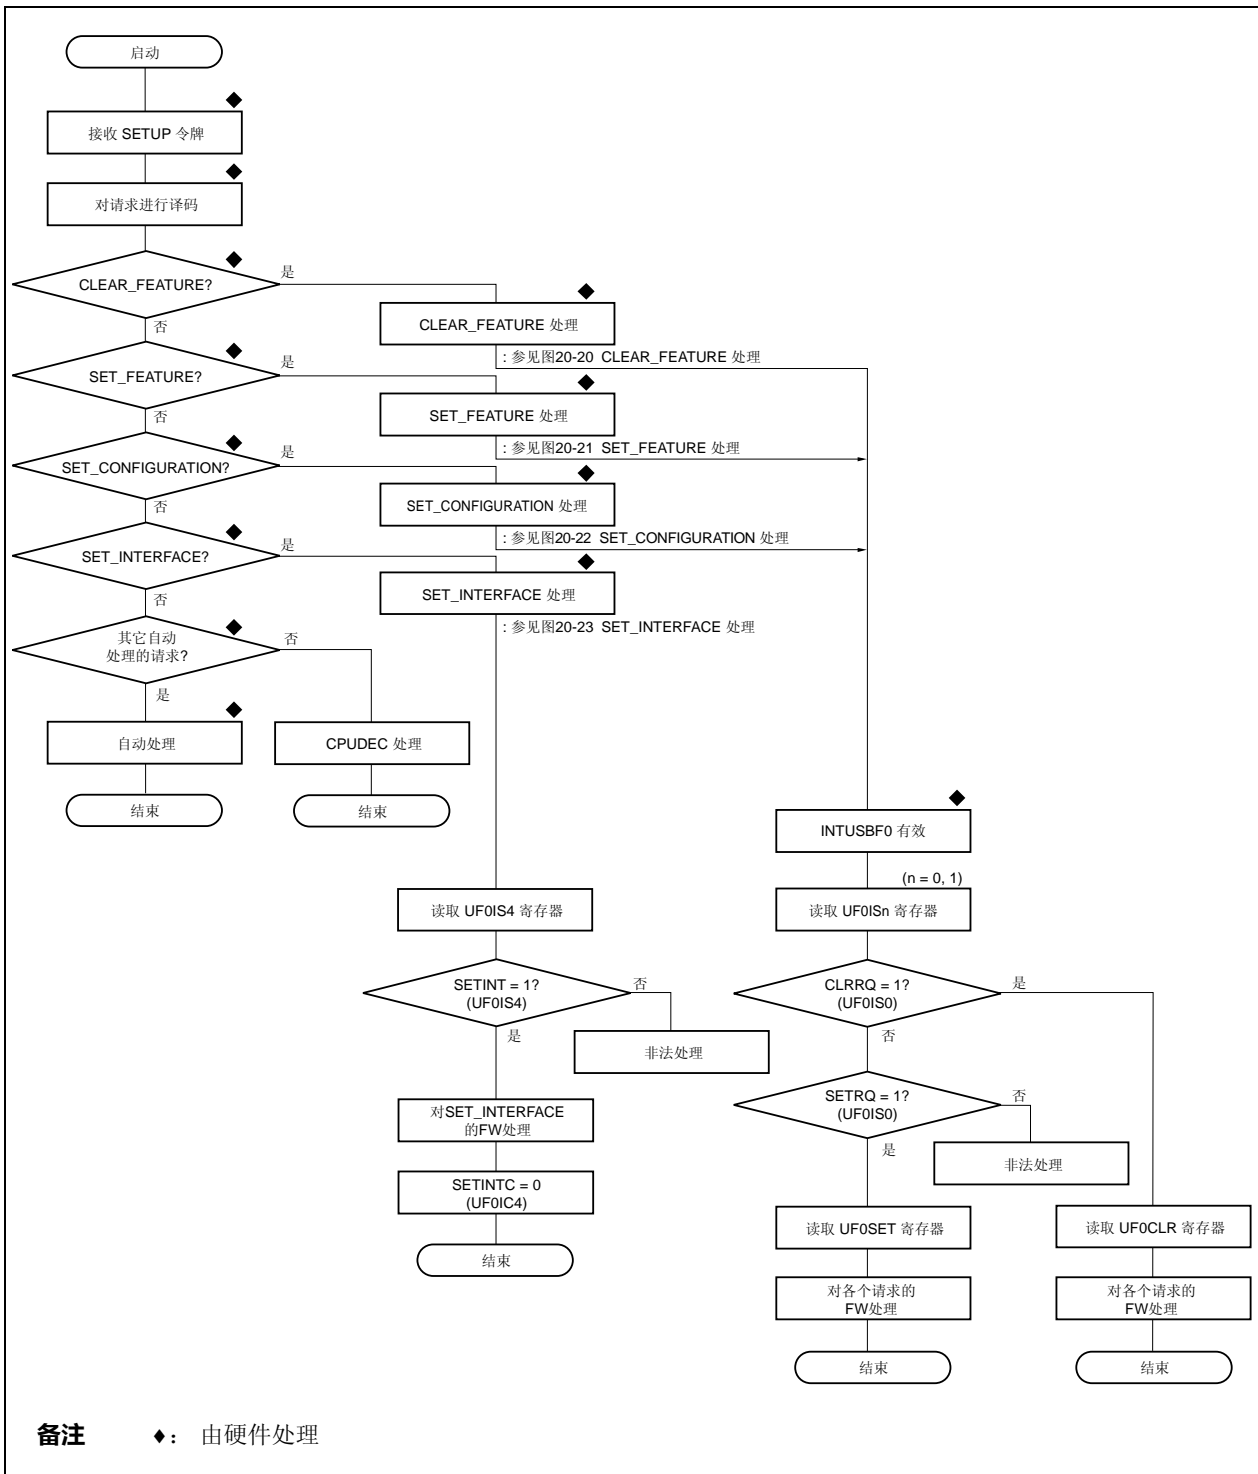 启动
接收 SETUP 令牌
对请求进行译码
CLEAR_FEATURE?
是
否
CLEAR_FEATURE 处理
: 参见图20-20 CLEAR_FEATURE 处理
SET_FEATURE?
是
否
SET_FEATURE 处理
: 参见图20-21 SET_FEATURE 处理
SET_CONFIGURATION?
是
否
SET_CONFIGURATION 处理
: 参见图20-22 SET_CONFIGURATION 处理
SET_INTERFACE?
是
否
SET_INTERFACE 处理
: 参见图20-23 SET_INTERFACE 处理
其它自动
处理的请求?
否
是
自动处理
CPUDEC 处理
结束
结束
INTUSBF0 有效
(n = 0, 1)
读取 UF0IS4 寄存器
读取 UF0ISn 寄存器
SETINT = 1?
(UF0IS4)
否
是
非法处理
CLRRQ = 1?
(UF0IS0)
是
否
SETRQ = 1?
(UF0IS0)
否
是
非法处理
对SET_INTERFACE
的FW处理
SETINTC = 0
(UF0IC4)
结束
读取 UF0SET 寄存器
读取 UF0CLR 寄存器
对各个请求的
FW处理
对各个请求的
FW处理
结束
结束
备注 ♦： 由硬件处理